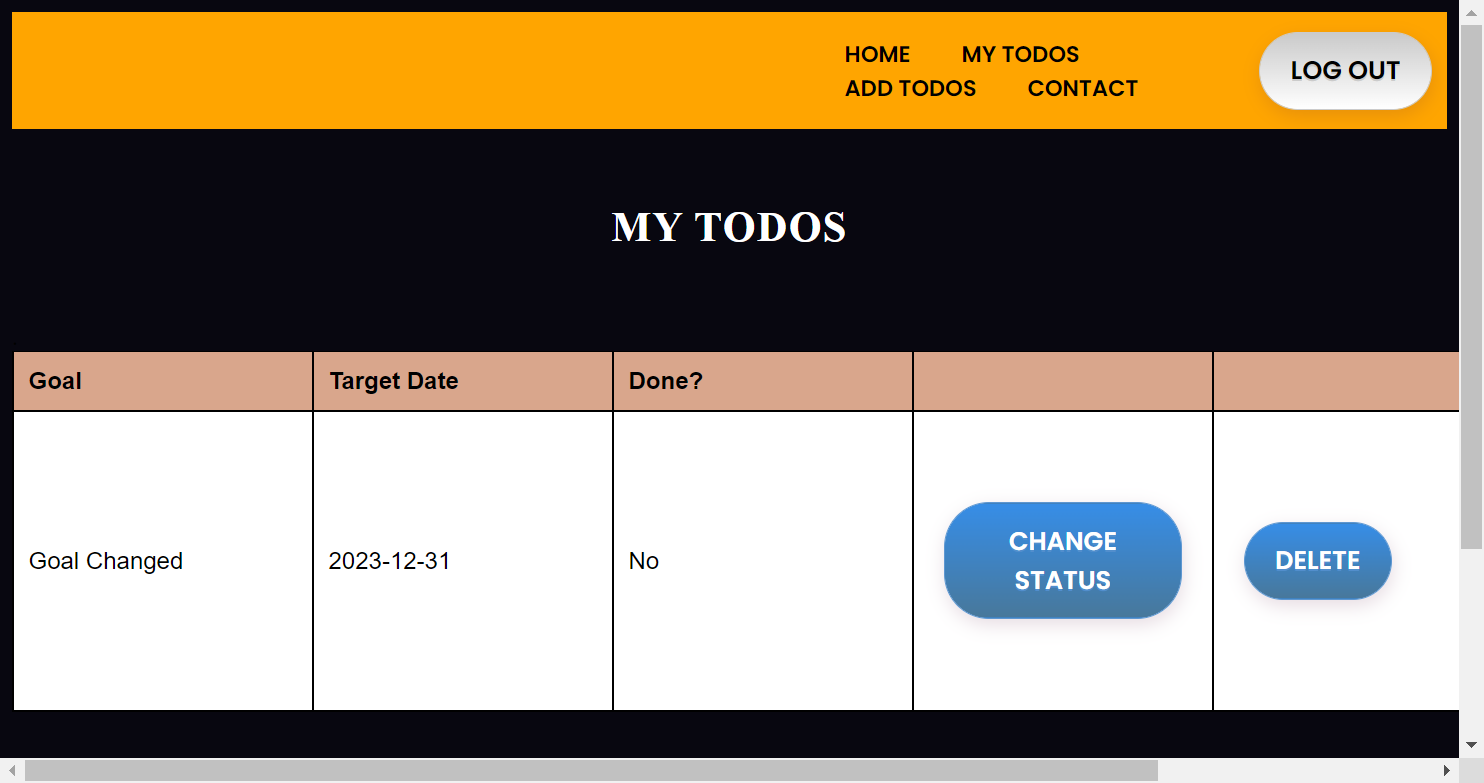 HOME MY TODOS
ADD TODOS CONTACT
LOG OUT
MY TODOS
Goal Target Date Done?
Goal Changed 2023-12-31 No
CHANGE
STATUS
DELETE